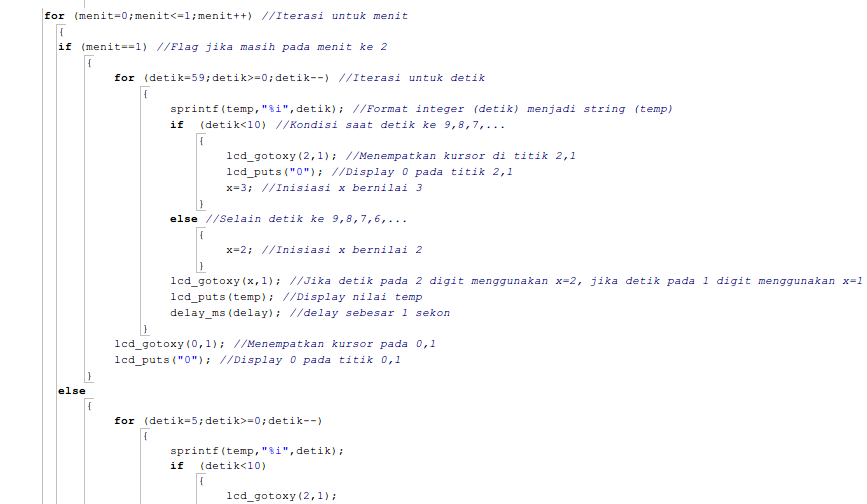 for (menit=0;menit<=1;menit++) //Iterasi untuk menit
{
if (menit==1) //Flag jika masih pada menit ke 2
{
for (detik=59;detik>=0;detik--) //Iterasi untuk detik
{
sprintf(temp,"%i",detik); //Format integer (detik) menjadi string (temp)
if (detik<10) //Kondisi saat detik ke 9,8,7,...
{
lcd_gotoxy(2,1); //Menempatkan kursor di titik 2,1
lcd_puts("0"); //Display 0 pada titik 2,1
x=3; //Inisiasi x bernilai 3
}
else //Selain detik ke 9,8,7,6,...
{
x=2; //Inisiasi x bernilai 2
}
lcd_gotoxy(x,1); //Jika detik pada 2 digit menggunakan x=2, jika detik pada 1 digit menggunakan x=1
lcd_puts(temp); //Display nilai temp
delay_ms(delay); //delay sebesar 1 sekon
}
lcd_gotoxy(0,1); //Menempatkan kursor pada 0,1
lcd_puts("0"); //Display 0 pada titik 0,1
}
else
{
for (detik=5;detik>=0;detik--)
{
sprintf(temp,"%i",detik);
if (detik<10)
{
lcd_gotoxy(2,1);